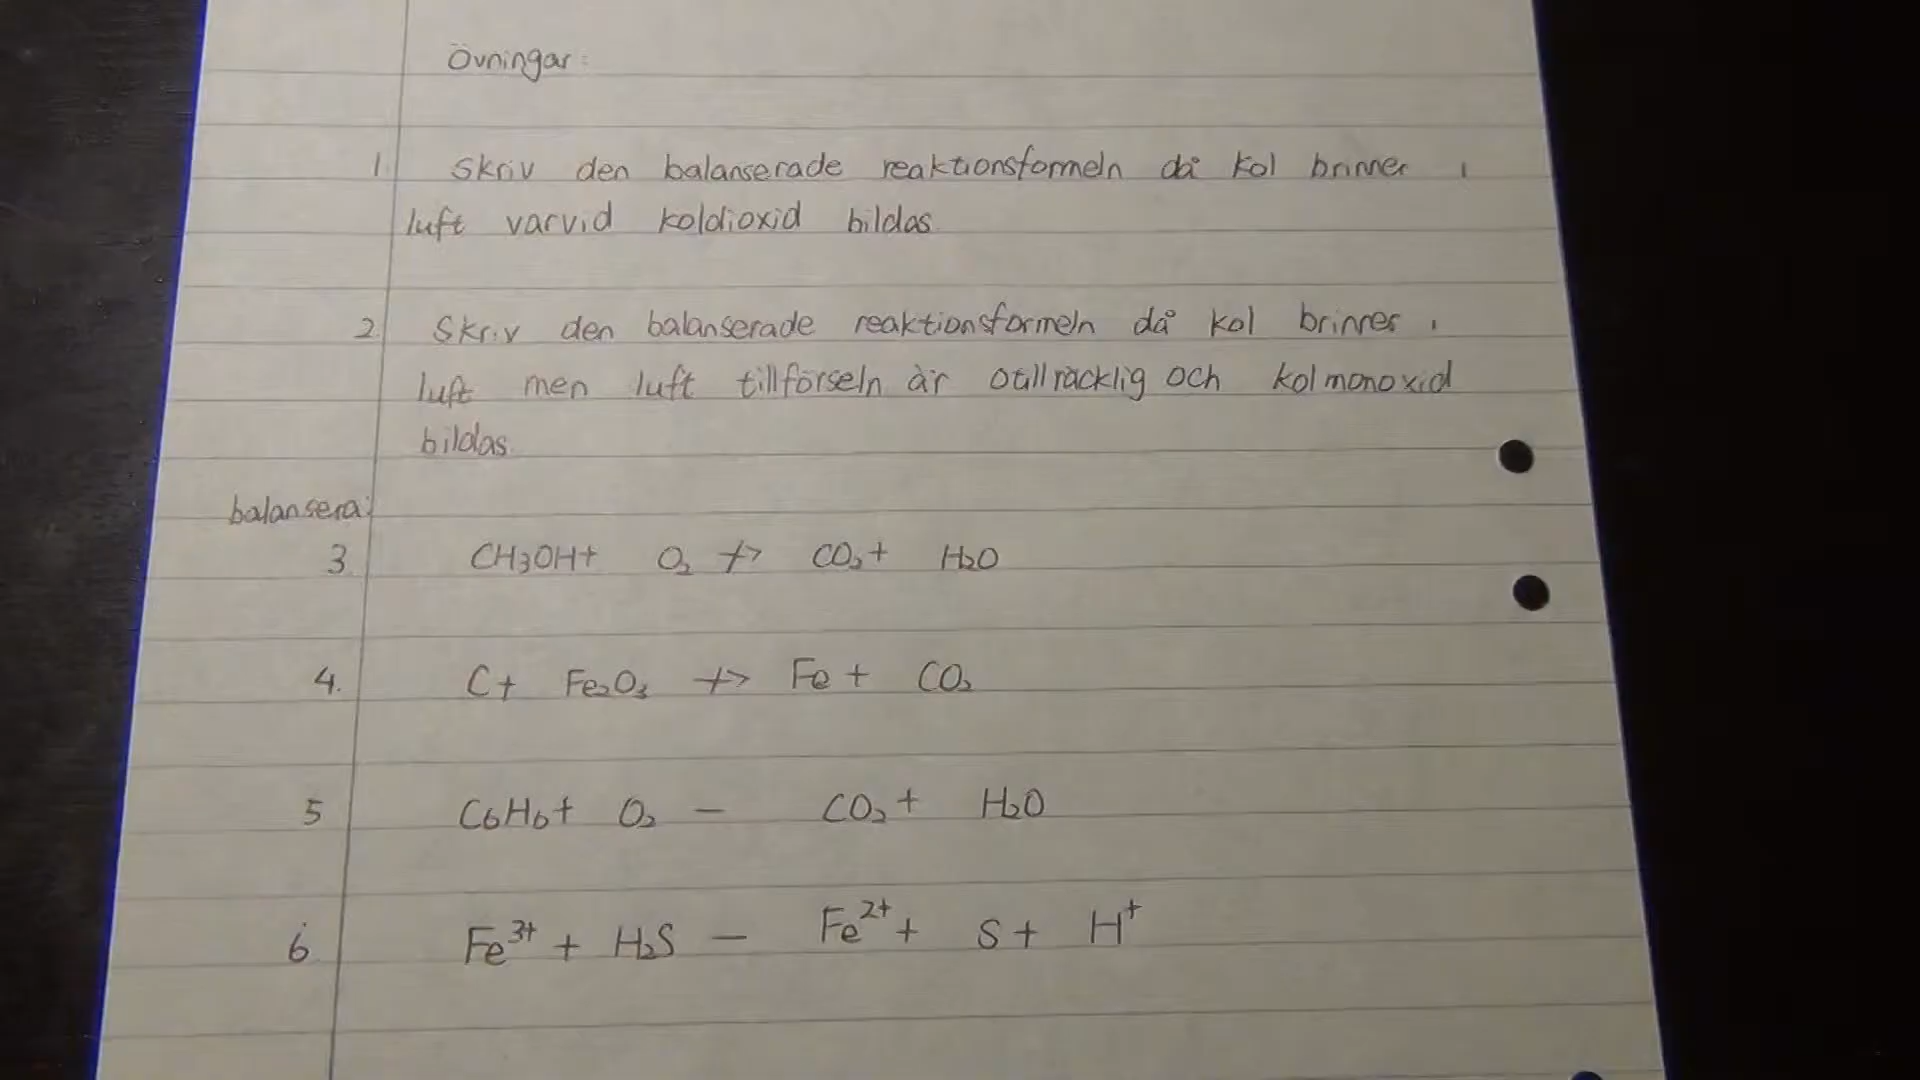 Övningar:
1. Skriv den balanserade reaktionsformeln då kol brinner i
luft varvid koldioxid bildas.
2. Skriv den balanserade reaktionsformeln då kol brinner i
luft men luft tillförseln är otillräcklig och kolmonoxid
bildas.
balansera:
3. CH3OH + O2 → CO2 + H2O
4. C + Fe2O3 → Fe + CO2
5 C6H6 + O2 — CO2 + H2O
6 Fe³⁺ + H2S — Fe²⁺ + S + H⁺